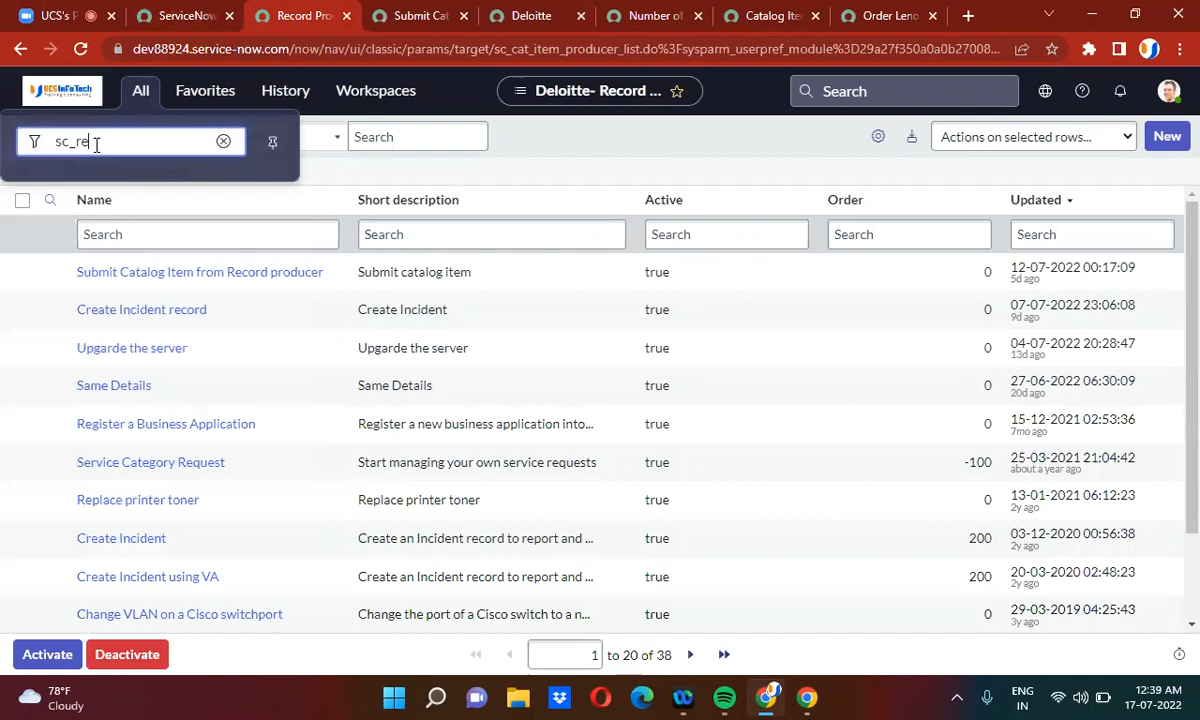 UCS's P
ServiceNow
Record Pro
Submit Cat
Deloitte
Number of
Catalog Ite
Order Leno
dev88924.service-now.com/now/nav/ui/classic/params/target/sc_cat_item_producer_list.do%3Fsysparm_userpref_module%3D29a27f350a0a0b27008...
UCSInfoTech
All
Favorites
History
Workspaces
Deloitte- Record ...
Search
sc_re
Search
Actions on selected rows...
New
Name
Short description
Active
Order
Updated
Search
Search
Search
Search
Search
Submit Catalog Item from Record producer
Submit catalog item
true
0
12-07-2022 00:17:09
5d ago
Create Incident record
Create Incident
true
0
07-07-2022 23:06:08
9d ago
Upgarde the server
Upgarde the server
true
0
04-07-2022 20:28:47
13d ago
Same Details
Same Details
true
0
27-06-2022 06:30:09
20d ago
Register a Business Application
Register a new business application into...
true
0
15-12-2021 02:53:36
7mo ago
Service Category Request
Start managing your own service requests
true
-100
25-03-2021 21:04:42
about a year ago
Replace printer toner
Replace printer toner
true
0
13-01-2021 06:12:23
2y ago
Create Incident
Create an Incident record to report and ...
true
200
03-12-2020 00:56:38
2y ago
Create Incident using VA
Create an Incident record to report and ...
true
200
20-03-2020 02:48:23
2y ago
Change VLAN on a Cisco switchport
Change the port of a Cisco switch to a n...
true
0
29-03-2019 04:25:43
3y ago
Activate
Deactivate
1 to 20 of 38
78°F
Cloudy
ENG
IN
12:39 AM
17-07-2022